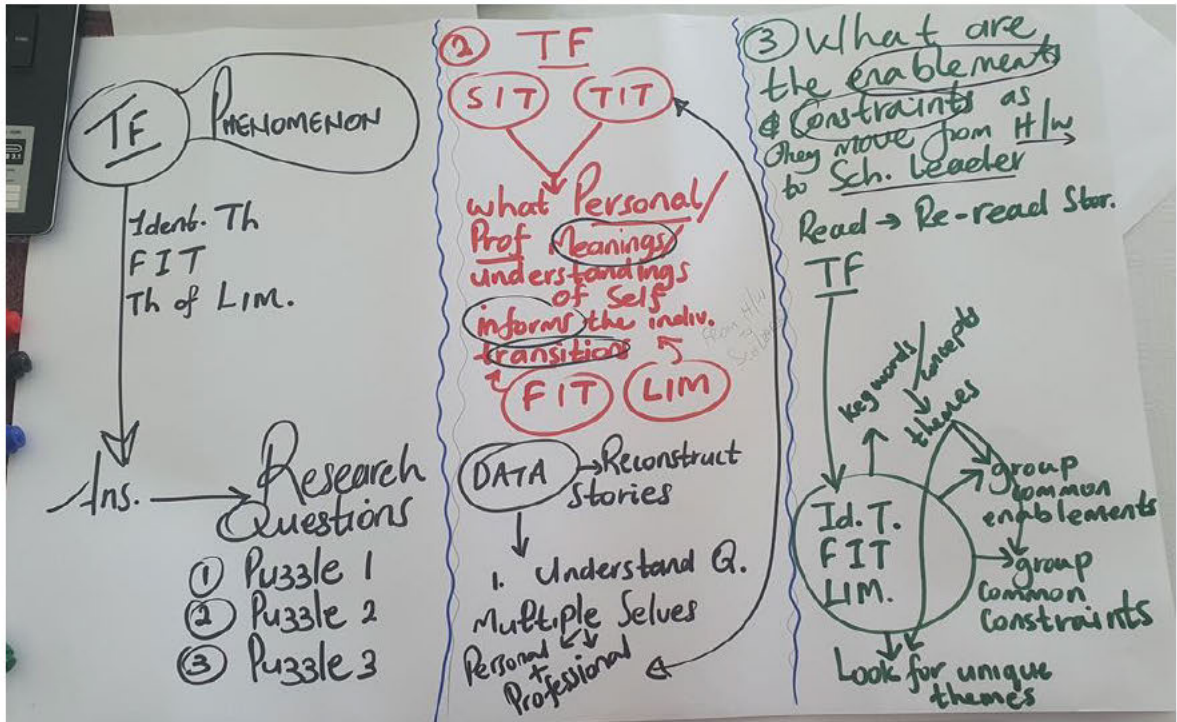 TF
PHENOMENON
Ident. Th
FIT
Th of LIM.
Ans.
Research
Questions
① Puzzle 1
② Puzzle 2
③ Puzzle 3
② TF
SIT TIT
what Personal/
Prof Meanings/
understandings
of Self
informs the indiv.
transitions
from H/W
to
FIT LIM
DATA → Reconstruct
Stories
1. Understand Q.
Multiple Selves
Personal
+
Professional
③ What are
the enablements
& Constraints as
they move from H/W
to Sch. Leader
Read → Re-read Stor.
TF
key words/
concepts
themes
Id. T.
FIT
LIM.
group
common
enablements
group
common
constraints
Look for unique
themes